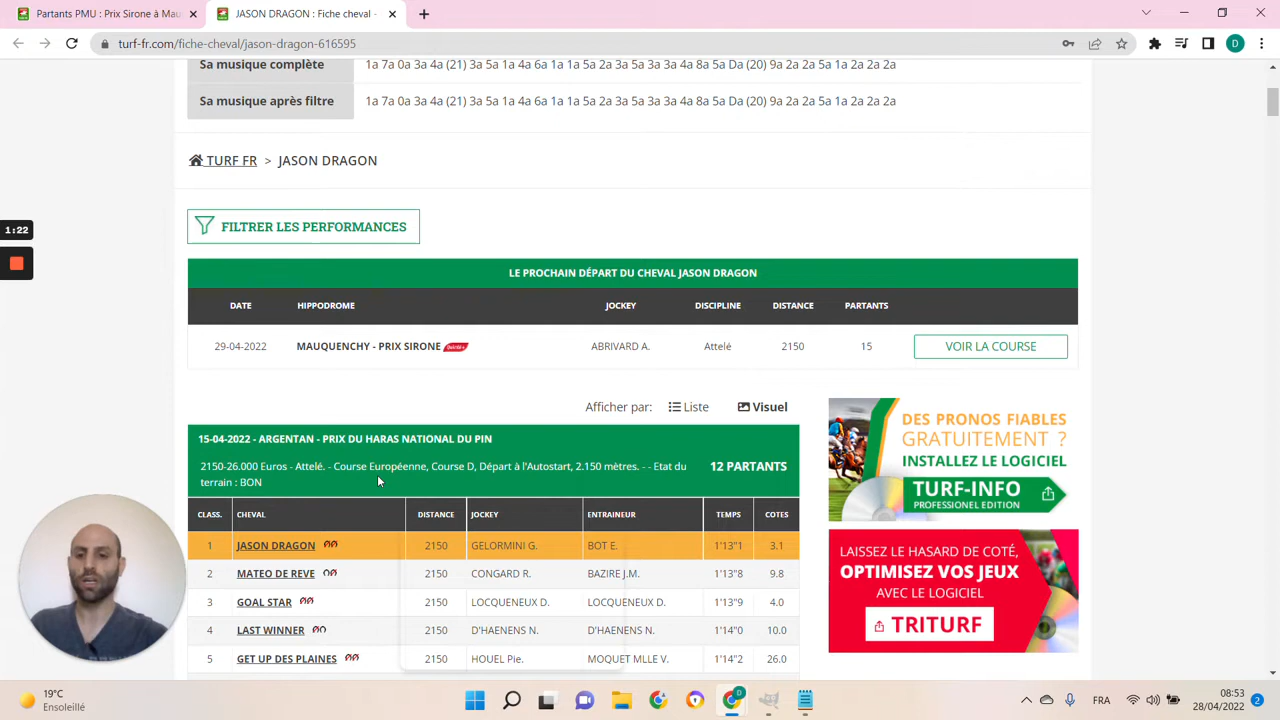 Partants PMU : Prix Sirone à Mau
JASON DRAGON : Fiche cheval -
turf-fr.com/fiche-cheval/jason-dragon-616595
D
Sa musique complète 1a 7a 0a 3a 4a (21) 3a 5a 1a 4a 6a 1a 1a 5a 2a 3a 5a 3a 3a 4a 8a 5a Da (20) 9a 2a 2a 5a 1a 2a 2a 2a
Sa musique après filtre 1a 7a 0a 3a 4a (21) 3a 5a 1a 4a 6a 1a 1a 5a 2a 3a 5a 3a 3a 4a 8a 5a Da (20) 9a 2a 2a 5a 1a 2a 2a 2a
TURF FR > JASON DRAGON
1:22
FILTRER LES PERFORMANCES
LE PROCHAIN DÉPART DU CHEVAL JASON DRAGON
DATE HIPPODROME JOCKEY DISCIPLINE DISTANCE PARTANTS
29-04-2022 MAUQUENCHY - PRIX SIRONE Quinté+ ABRIVARD A. Attelé 2150 15 VOIR LA COURSE
Afficher par: Liste Visuel
15-04-2022 - ARGENTAN - PRIX DU HARAS NATIONAL DU PIN
2150-26.000 Euros - Attelé. - Course Européenne, Course D, Départ à l'Autostart, 2.150 mètres. - - Etat du
terrain : BON
12 PARTANTS
CLASS. CHEVAL DISTANCE JOCKEY ENTRAINEUR TEMPS COTES
1 JASON DRAGON 2150 GELORMINI G. BOT E. 1'13"1 3.1
2 MATEO DE REVE 2150 CONGARD R. BAZIRE J.M. 1'13"8 9.8
3 GOAL STAR 2150 LOCQUENEUX D. LOCQUENEUX D. 1'13"9 4.0
4 LAST WINNER 2150 D'HAENENS N. D'HAENENS N. 1'14"0 10.0
5 GET UP DES PLAINES 2150 HOUEL Pie. MOQUET MLLE V. 1'14"2 26.0
DES PRONOS FIABLES
GRATUITEMENT ?
INSTALLEZ LE LOGICIEL
TURF-INFO
PROFESSIONEL EDITION
LAISSEZ LE HASARD DE COTÉ,
OPTIMISEZ VOS JEUX
AVEC LE LOGICIEL
TRITURF
19°C
Ensoleillé
D
FRA
08:53
28/04/2022
2